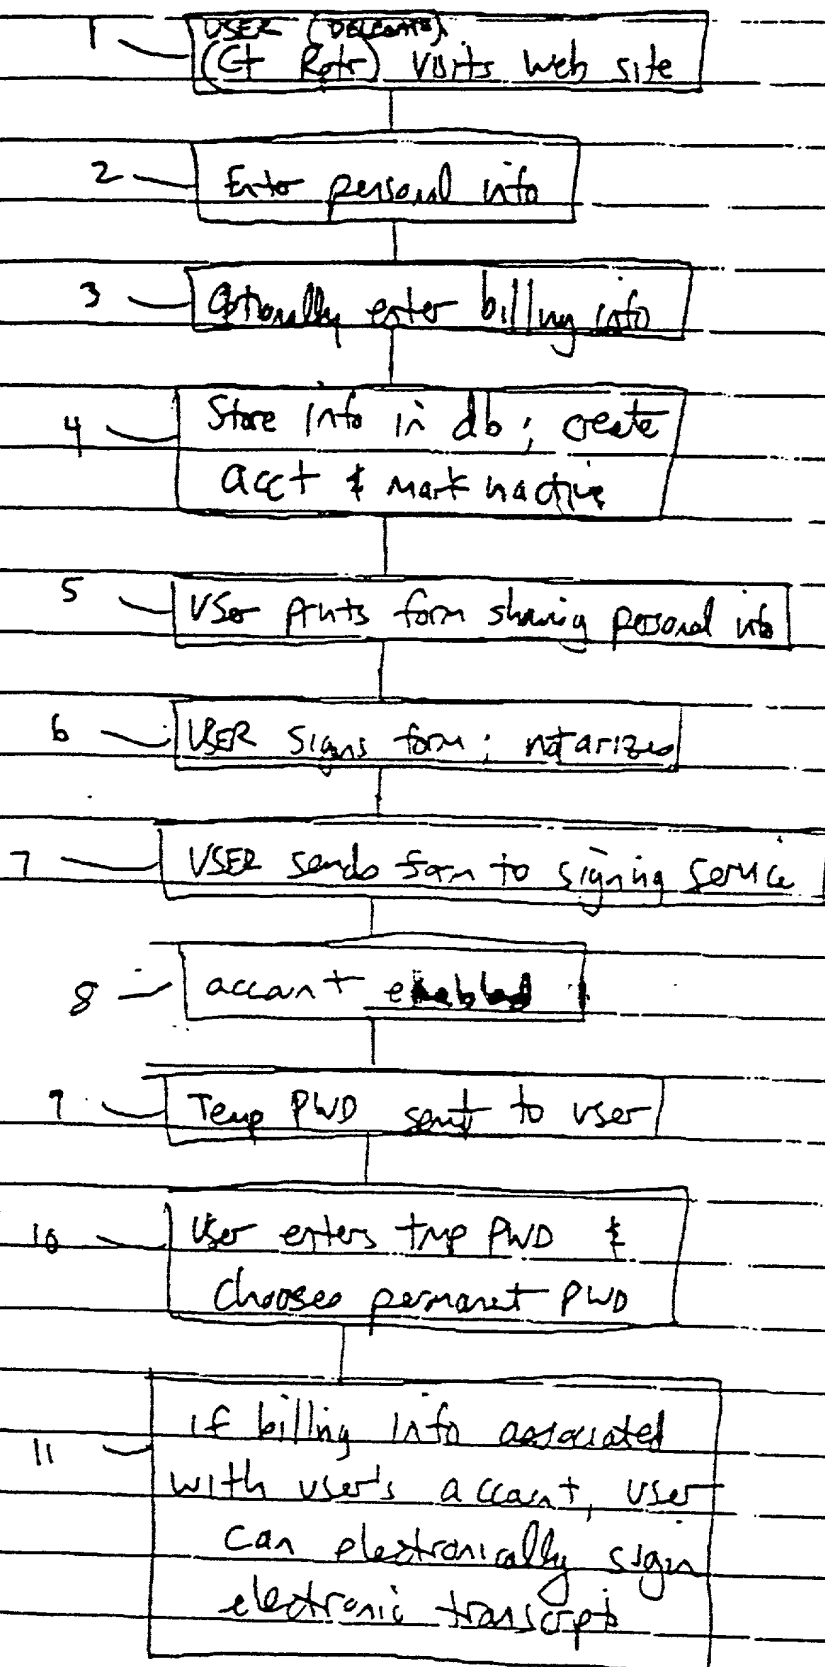 1
USER
(Ct Rptr) visits web site
2
Enter personal info
3
Optionally enter billing info
4
Store info in db; create
acct & mark inactive
5
User prints form showing personal info
6
USER signs form; notarizes
7
USER sends form to signing service
8
account enabled
9
Temp PWD sent to user
10
User enters tmp PWD &
chooses permanent PWD
11
if billing info associated
with user's account, user
can electronically sign
electronic transcripts